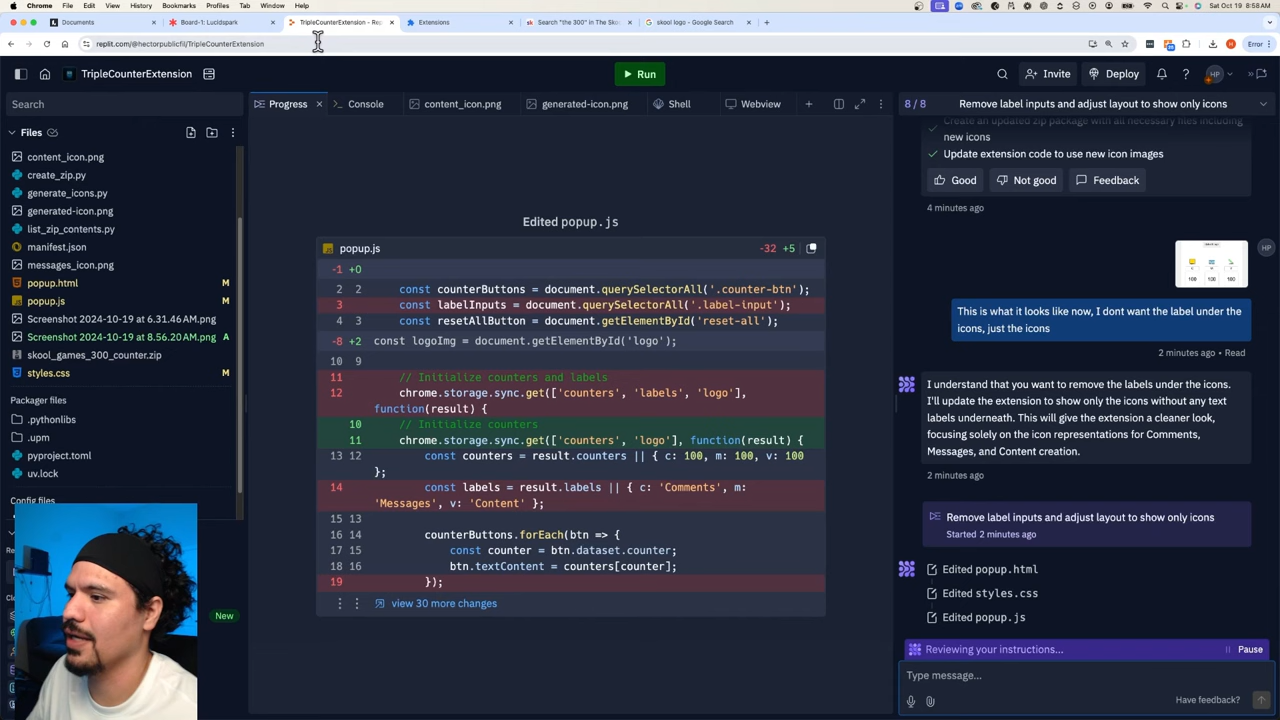 Chrome File Edit View History Bookmarks Profiles Tab Window Help
Sat Oct 19 8:58 AM
Documents
Board-1: Lucidspark
TripleCounterExtension - Rep
Extensions
Search "the 300" in The Skoo
skool logo - Google Search
replit.com/@hectorpublicfil/TripleCounterExtension
Error
TripleCounterExtension
Run
Invite
Deploy
HP
Search
Progress
Console
content_icon.png
generated-icon.png
Shell
Webview
8 / 8
Remove label inputs and adjust layout to show only icons
Files
content_icon.png
create_zip.py
generate_icons.py
generated-icon.png
list_zip_contents.py
manifest.json
messages_icon.png
popup.html M
popup.js M
Screenshot 2024-10-19 at 6.31.46 AM.png
Screenshot 2024-10-19 at 8.56.20 AM.png A
skool_games_300_counter.zip
styles.css M
Packager files
.pythonlibs
.upm
pyproject.toml
uv.lock
Config files
New
Edited popup.js
popup.js -32 +5
-1 +0
2 2 const counterButtons = document.querySelectorAll('.counter-btn');
3 const labelInputs = document.querySelectorAll('.label-input');
4 3 const resetAllButton = document.getElementById('reset-all');
-8 +2 const logoImg = document.getElementById('logo');
10 9
11 // Initialize counters and labels
12 chrome.storage.sync.get(['counters', 'labels', 'logo'],
function(result) {
10 // Initialize counters
11 chrome.storage.sync.get(['counters', 'logo'], function(result) {
13 12 const counters = result.counters || { c: 100, m: 100, v: 100
};
14 const labels = result.labels || { c: 'Comments', m:
'Messages', v: 'Content' };
15 13
16 14 counterButtons.forEach(btn => {
17 15 const counter = btn.dataset.counter;
18 16 btn.textContent = counters[counter];
19 });
view 30 more changes
Create an updated zip package with all necessary files including
new icons
Update extension code to use new icon images
Good
Not good
Feedback
4 minutes ago
100 100 100
HP
This is what it looks like now, I dont want the label under the
icons, just the icons
2 minutes ago • Read
I understand that you want to remove the labels under the icons.
I'll update the extension to show only the icons without any text
labels underneath. This will give the extension a cleaner look,
focusing solely on the icon representations for Comments,
Messages, and Content creation.
2 minutes ago
Remove label inputs and adjust layout to show only icons
Started 2 minutes ago
Edited popup.html
Edited styles.css
Edited popup.js
Reviewing your instructions...
Pause
Type message...
Have feedback?